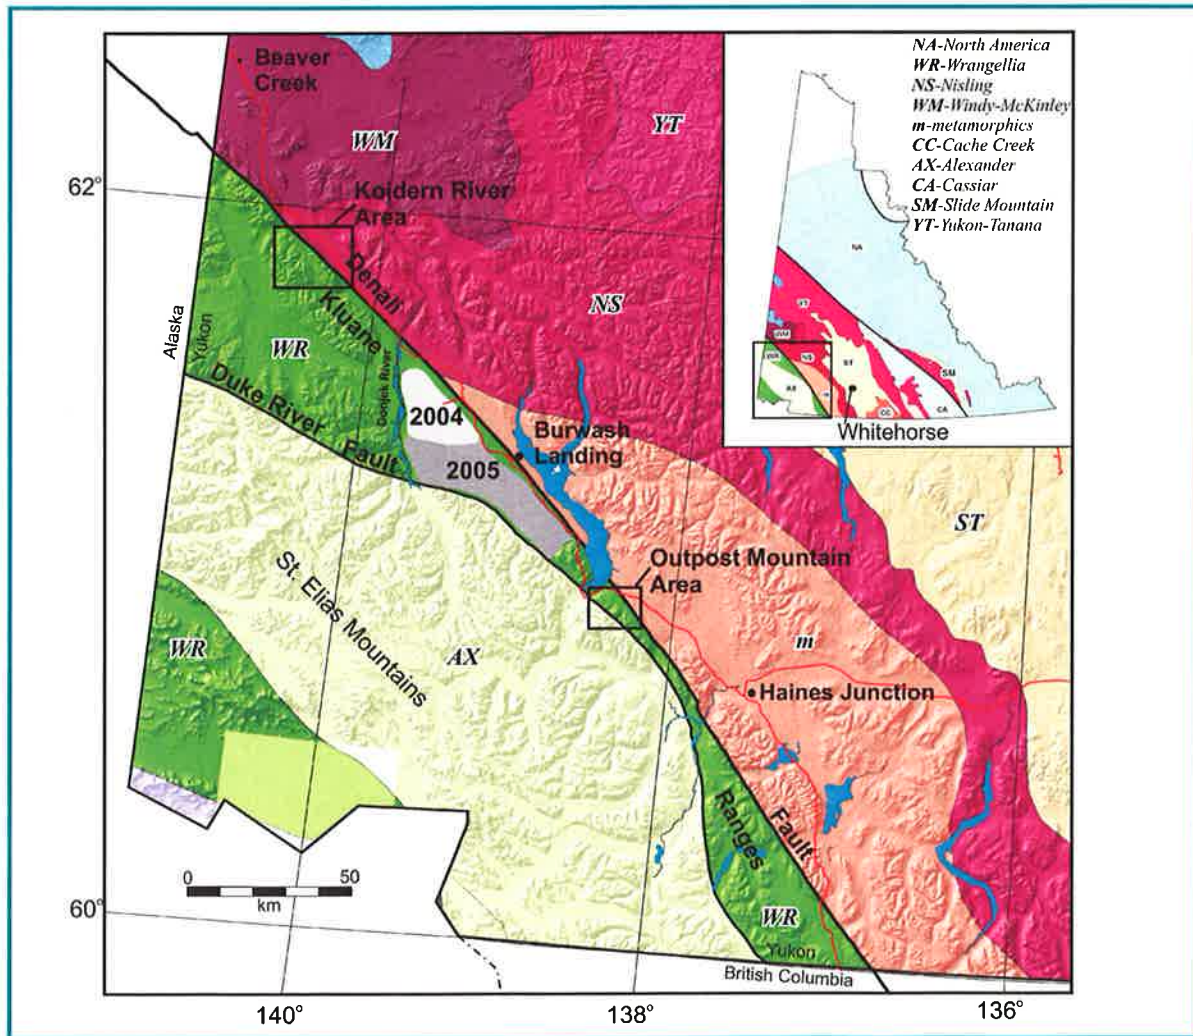 NA-North America
WR-Wrangellia
NS-Nisling
WM-Windy-McKinley
m-metamorphics
CC-Cache Creek
AX-Alexander
CA-Cassiar
SM-Slide Mountain
YT-Yukon-Tanana
NA
YT
WM
WR
NS
ST
AX
m
SM
CC
CA
Whitehorse
Beaver
Creek
WM
YT
62°
Koidern River
Area
Denali
Kluane
NS
Alaska
Yukon
WR
Donjek River
Duke River
Fault
2004
Burwash
Landing
2005
ST
Outpost Mountain
Area
St. Elias Mountains
WR
AX
m
Haines Junction
Ranges
Fault
0
50
km
60°
WR
Yukon
British Columbia
140°
138°
136°